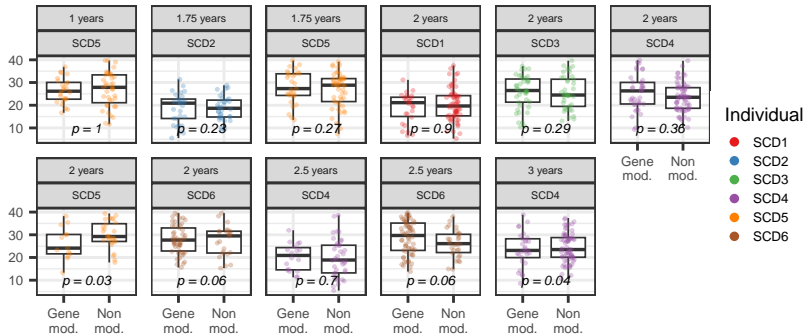 1 years
1.75 years
1.75 years
2 years
2 years
2 years
SCD5
SCD2
SCD5
SCD1
SCD3
SCD4
40
30
20
10
p = 1
p = 0.23
p = 0.27
p = 0.9
p = 0.29
p = 0.36
Gene mod.
Non mod.
2 years
2 years
2.5 years
2.5 years
3 years
SCD5
SCD6
SCD4
SCD6
SCD4
40
30
20
10
p = 0.03
p = 0.06
p = 0.7
p = 0.06
p = 0.04
Gene mod.
Non mod.
Gene mod.
Non mod.
Gene mod.
Non mod.
Gene mod.
Non mod.
Gene mod.
Non mod.
Individual
SCD1
SCD2
SCD3
SCD4
SCD5
SCD6